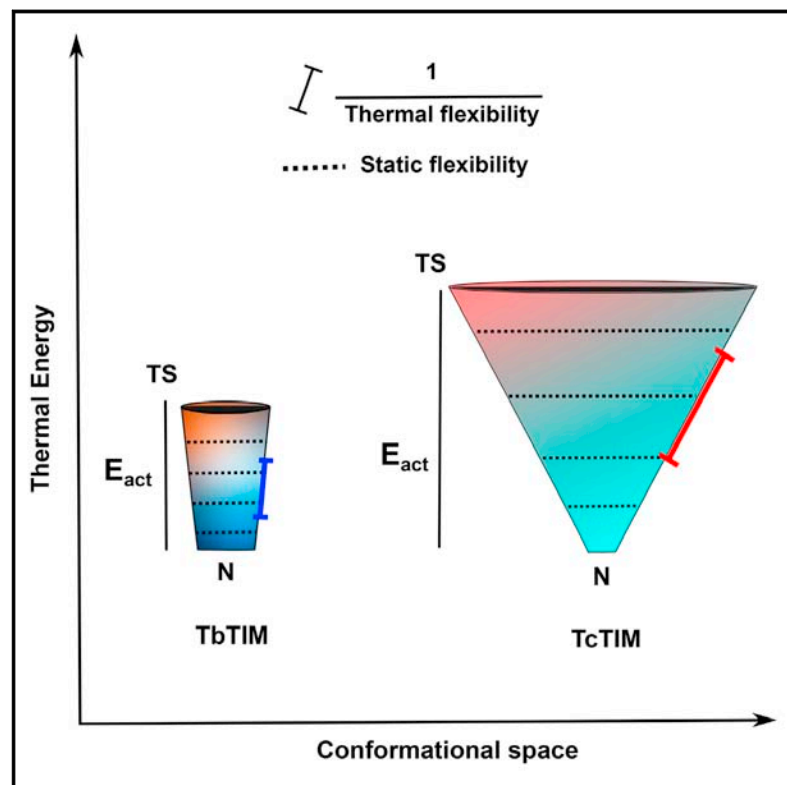 1
Thermal flexibility
Static flexibility
TS
TS
E_act
E_act
N
N
TbTIM
TcTIM
Thermal Energy
Conformational space